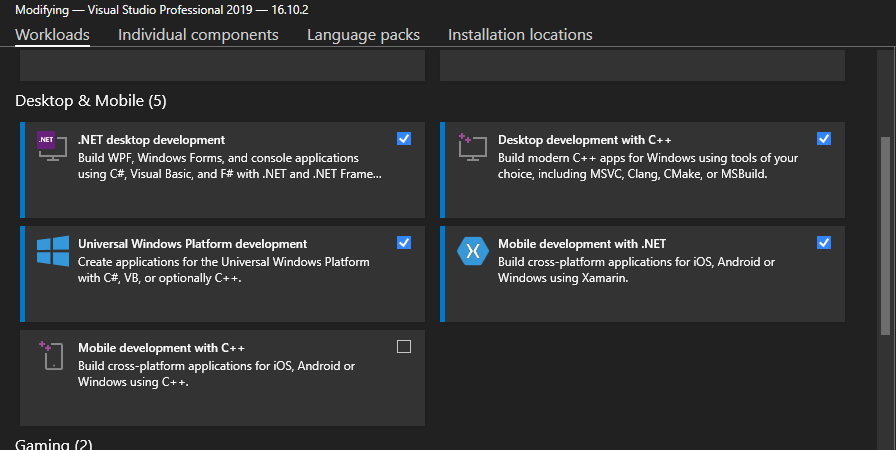 Modifying — Visual Studio Professional 2019 — 16.10.2
Workloads Individual components Language packs Installation locations
Desktop & Mobile (5)
.NET
.NET desktop development
Build WPF, Windows Forms, and console applications
using C#, Visual Basic, and F# with .NET and .NET Frame...
Desktop development with C++
Build modern C++ apps for Windows using tools of your
choice, including MSVC, Clang, CMake, or MSBuild.
Universal Windows Platform development
Create applications for the Universal Windows Platform
with C#, VB, or optionally C++.
Mobile development with .NET
Build cross-platform applications for iOS, Android or
Windows using Xamarin.
Mobile development with C++
Build cross-platform applications for iOS, Android or
Windows using C++.
Gaming (2)